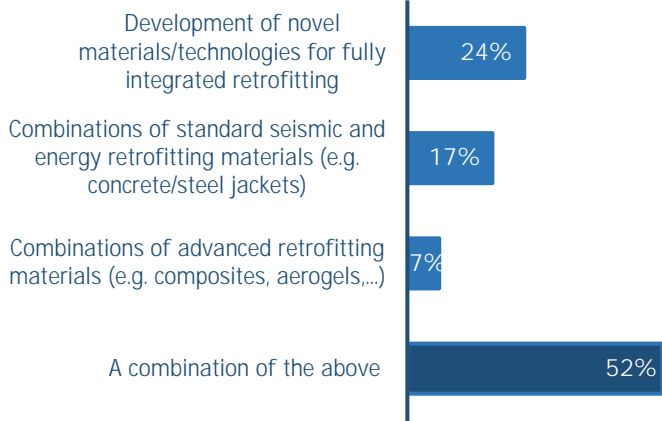 Development of novel
materials/technologies for fully
integrated retrofitting
24%
Combinations of standard seismic and
energy retrofitting materials (e.g.
concrete/steel jackets)
17%
Combinations of advanced retrofitting
materials (e.g. composites, aerogels,...)
7%
A combination of the above
52%